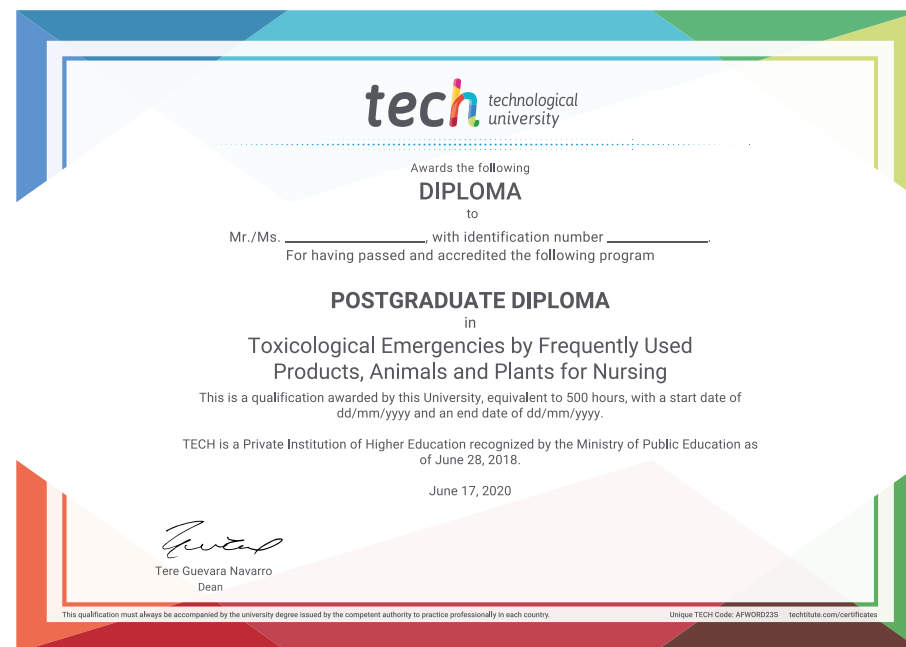 tech technological
university
Awards the following
DIPLOMA
to
Mr./Ms. ____________________, with identification number ______________.
For having passed and accredited the following program
POSTGRADUATE DIPLOMA
in
Toxicological Emergencies by Frequently Used
Products, Animals and Plants for Nursing
This is a qualification awarded by this University, equivalent to 500 hours, with a start date of
dd/mm/yyyy and an end date of dd/mm/yyyy.
TECH is a Private Institution of Higher Education recognized by the Ministry of Public Education as
of June 28, 2018.
June 17, 2020
Tere Guevara Navarro
Dean
This qualification must always be accompanied by the university degree issued by the competent authority to practice professionally in each country. Unique TECH Code: AFWORD23S techtitute.com/certificates